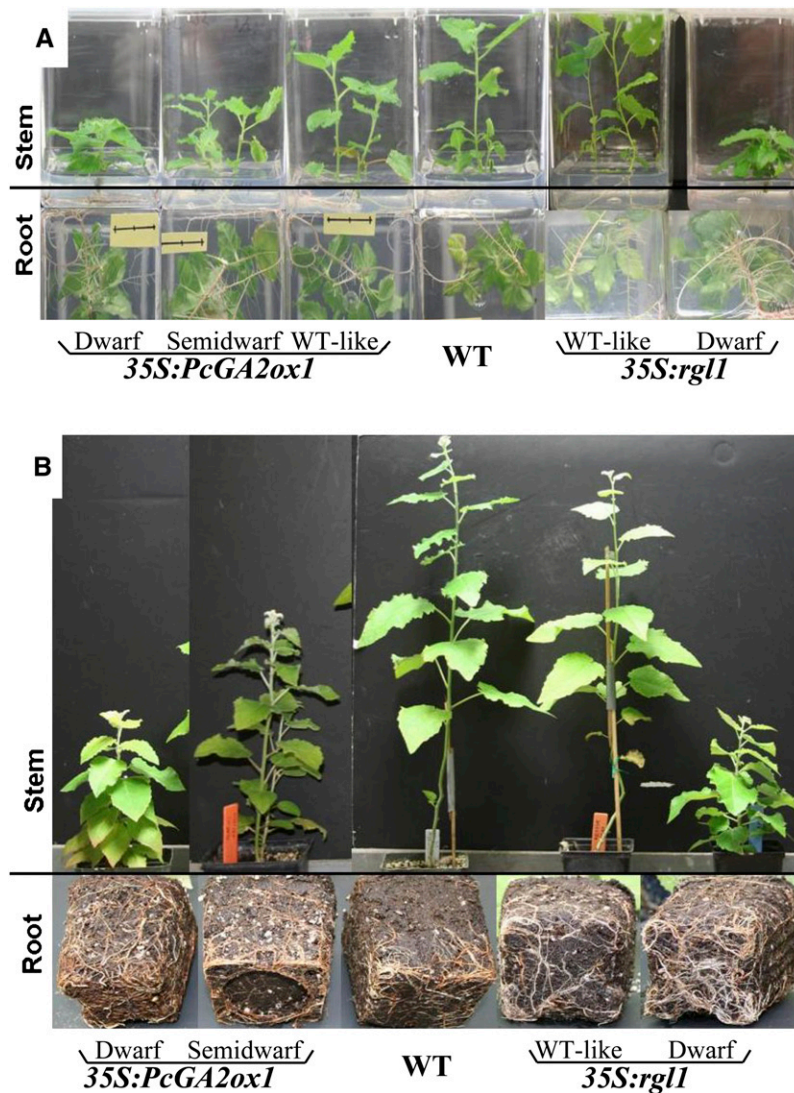 A
Stem
Root
Dwarf Semidwarf WT-like WT WT-like Dwarf
35S:PcGA2ox1 35S:rgl1
B
Stem
Root
Dwarf Semidwarf WT WT-like Dwarf
35S:PcGA2ox1 35S:rgl1